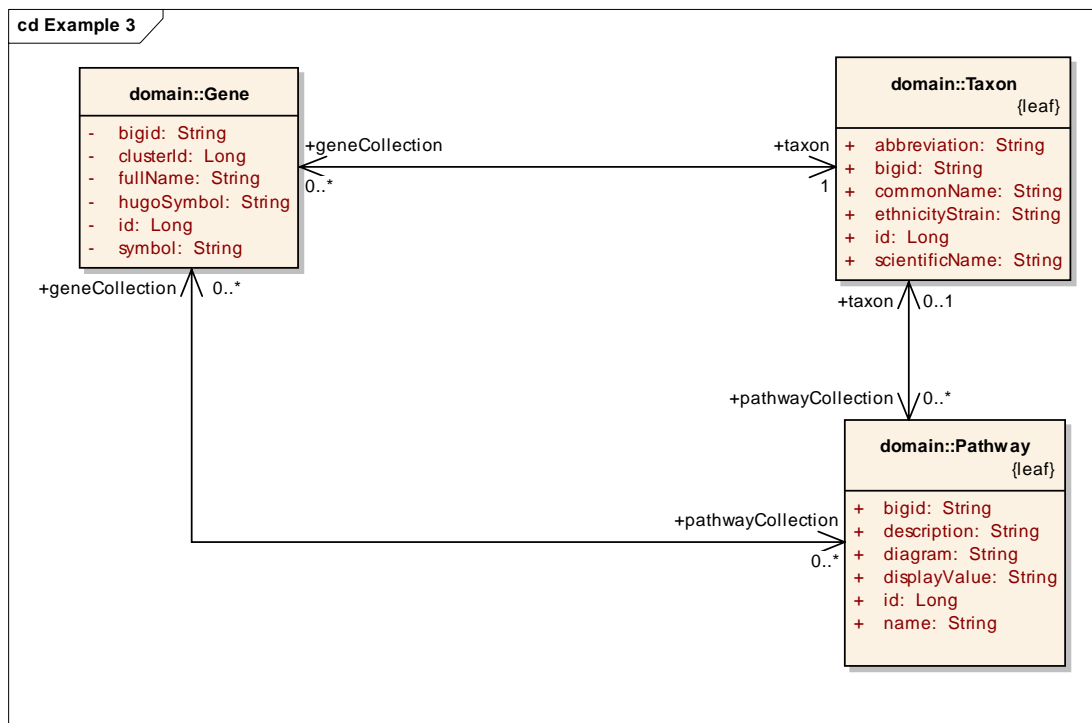 cd Example 3
domain::Gene
- bigid: String
- clusterId: Long
- fullName: String
- hugoSymbol: String
- id: Long
- symbol: String
+geneCollection
0..*
+taxon
1
domain::Taxon
{leaf}
+ abbreviation: String
+ bigid: String
+ commonName: String
+ ethnicityStrain: String
+ id: Long
+ scientificName: String
+geneCollection 0..*
+taxon 0..1
+pathwayCollection 0..*
domain::Pathway
{leaf}
+ bigid: String
+ description: String
+ diagram: String
+ displayValue: String
+ id: Long
+ name: String
+pathwayCollection
0..*